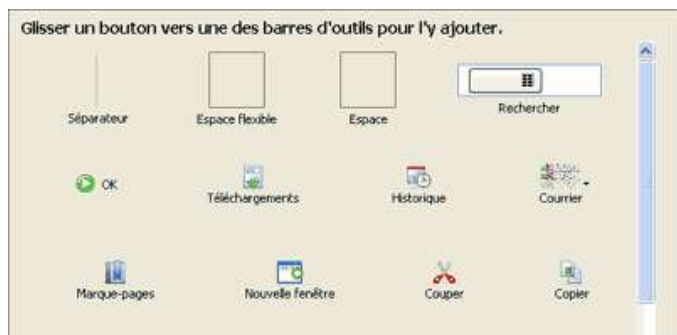 Glisser un bouton vers une des barres d'outils pour l'y ajouter.
Séparateur
Espace flexible
Espace
Rechercher
OK
Téléchargements
Historique
Courrier
Marque-pages
Nouvelle fenêtre
Couper
Copier